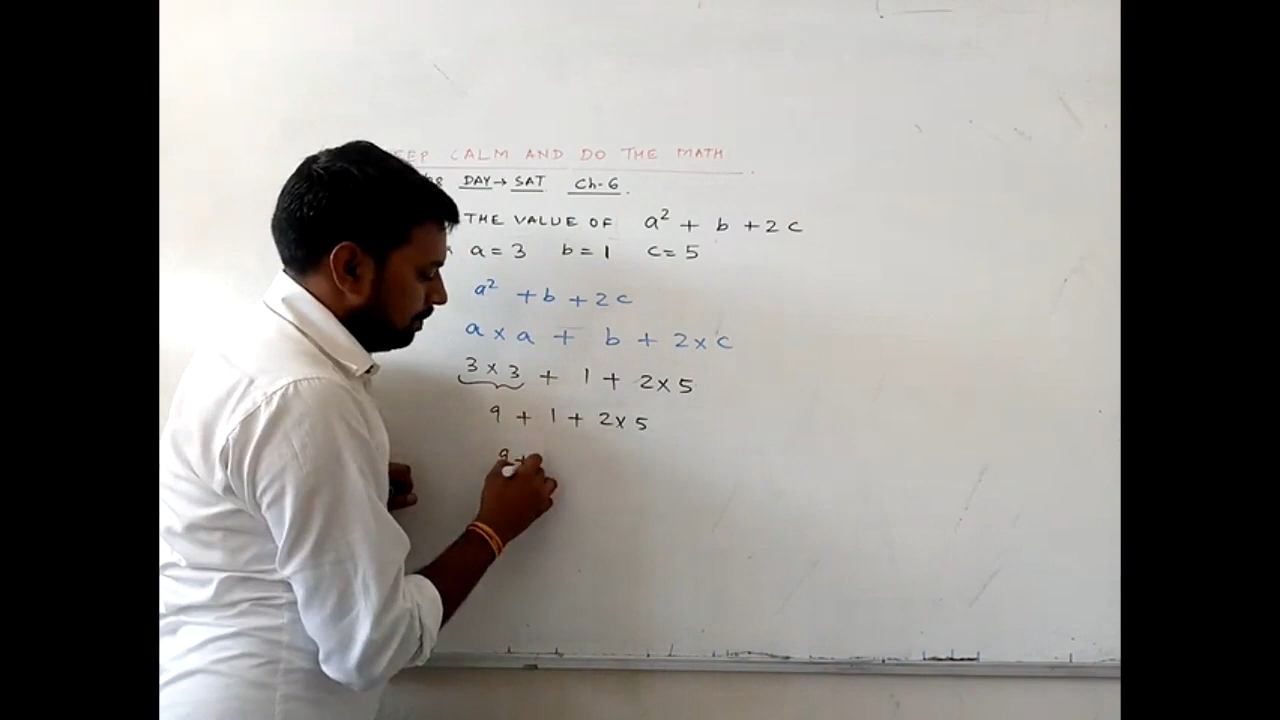 CALM AND DO THE MATH
DAY → SAT Ch-6
THE VALUE OF a² + b + 2c
a = 3 b = 1 c = 5
a² + b + 2c
a × a + b + 2 × c
3 × 3 + 1 + 2 × 5
9 + 1 + 2 × 5
9 +